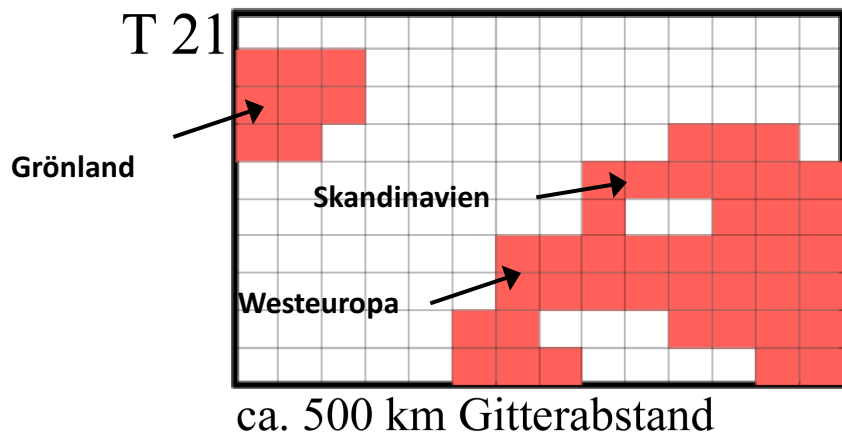 T 21
Grönland
Skandinavien
Westeuropa
ca. 500 km Gitterabstand